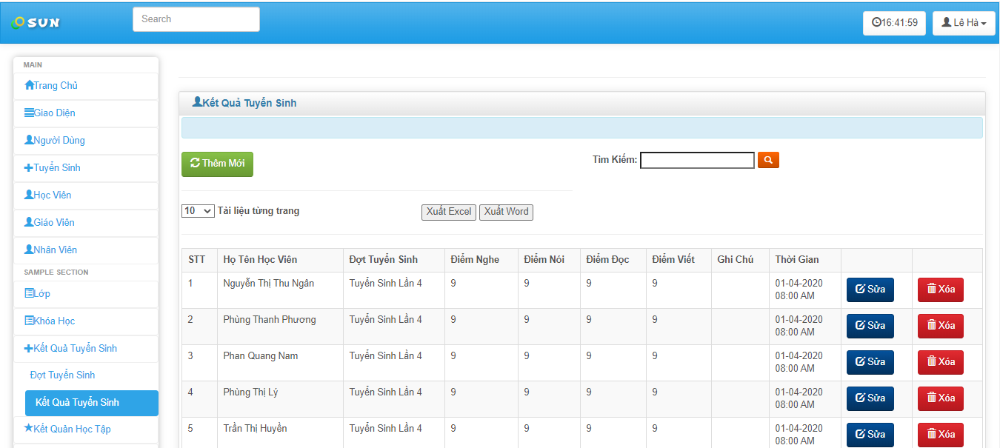 SUN
Search
16:41:59
Lê Hà
MAIN
Trang Chủ
Giao Diện
Người Dùng
Tuyển Sinh
Học Viên
Giáo Viên
Nhân Viên
SAMPLE SECTION
Lớp
Khóa Học
Kết Quả Tuyển Sinh
Đợt Tuyển Sinh
Kết Quả Tuyển Sinh
Kết Quản Học Tập
Kết Quả Tuyển Sinh
Thêm Mới
Tìm Kiếm:
10 Tài liệu từng trang
Xuất Excel Xuất Word
STT Họ Tên Học Viên Đợt Tuyển Sinh Điểm Nghe Điểm Nói Điểm Đọc Điểm Viết Ghi Chú Thời Gian
1 Nguyễn Thị Thu Ngân Tuyển Sinh Lần 4 9 9 9 9 01-04-2020 Sửa Xóa
08:00 AM
2 Phùng Thanh Phương Tuyển Sinh Lần 4 9 9 9 9 01-04-2020 Sửa Xóa
08:00 AM
3 Phan Quang Nam Tuyển Sinh Lần 4 9 9 9 9 01-04-2020 Sửa Xóa
08:00 AM
4 Phùng Thị Lý Tuyển Sinh Lần 4 9 9 9 9 01-04-2020 Sửa Xóa
08:00 AM
5 Trần Thị Huyền Tuyển Sinh Lần 4 9 9 9 9 01-04-2020 Sửa Xóa
08:00 AM